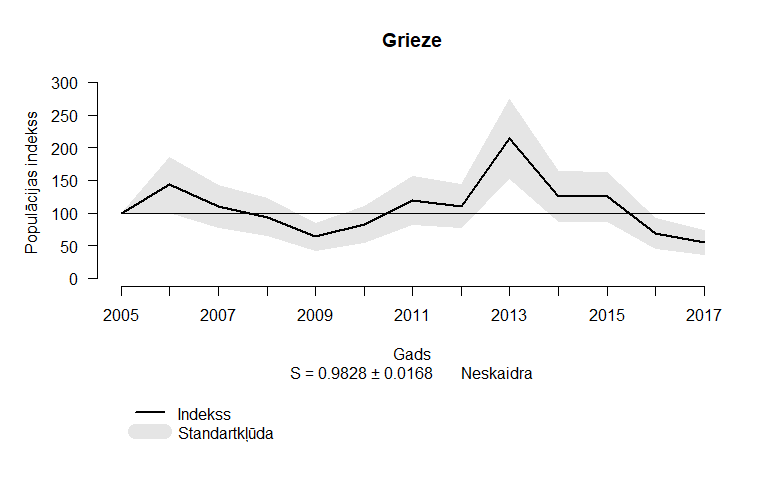 Grieze
Populācijas indekss
300
250
200
150
100
50
0
2005 2007 2009 2011 2013 2015 2017
Gads
S = 0.9828 ± 0.0168 Neskaidra
Indekss
Standartkļūda